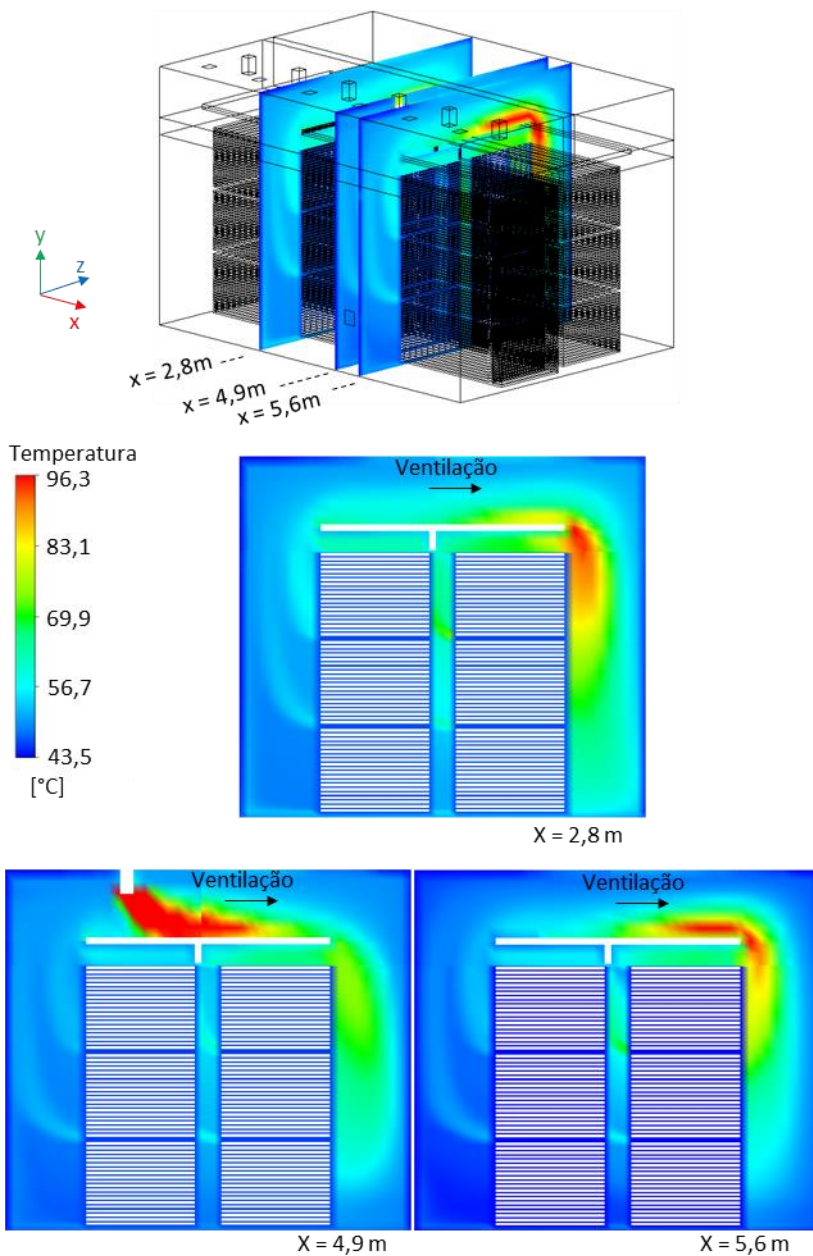 y
z
x
x = 2,8m
x = 4,9m
x = 5,6m
Temperatura
96,3
83,1
69,9
56,7
43,5
[°C]
Ventilação
X = 2,8 m
Ventilação
X = 4,9 m
Ventilação
X = 5,6 m